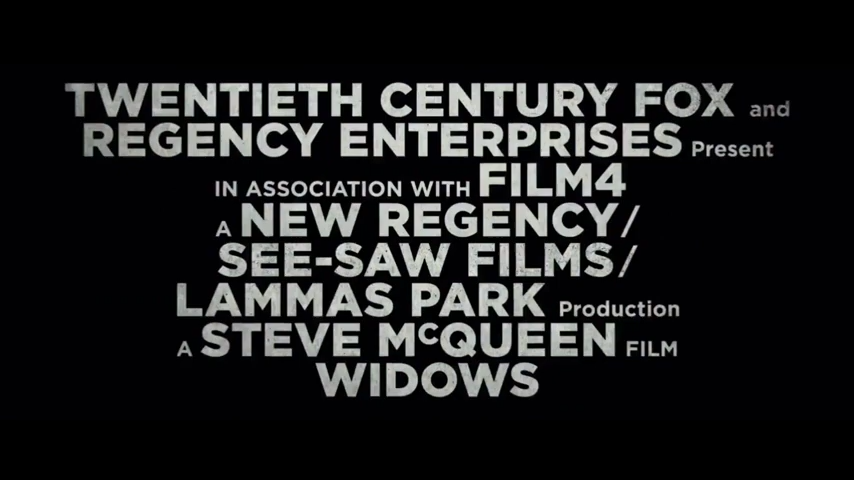 TWENTIETH CENTURY FOX and
REGENCY ENTERPRISES Present
IN ASSOCIATION WITH FILM4
A NEW REGENCY/
SEE-SAW FILMS/
LAMMAS PARK Production
A STEVE McQUEEN FILM
WIDOWS